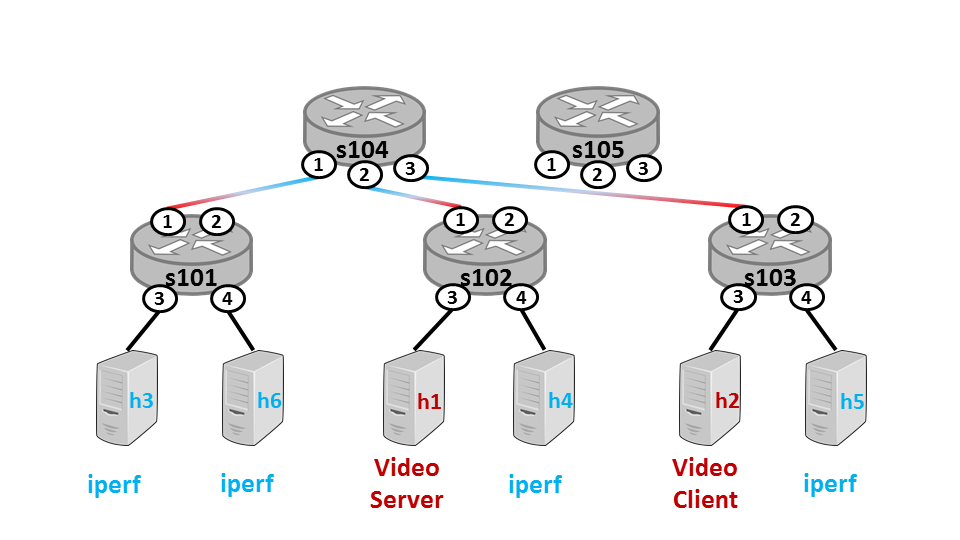 s104 s105
1 2 3 1 2 3
1 2 1 2 1 2
s101 s102 s103
3 4 3 4 3 4
h3 h6 h1 h4 h2 h5
iperf iperf Video Server iperf Video Client iperf